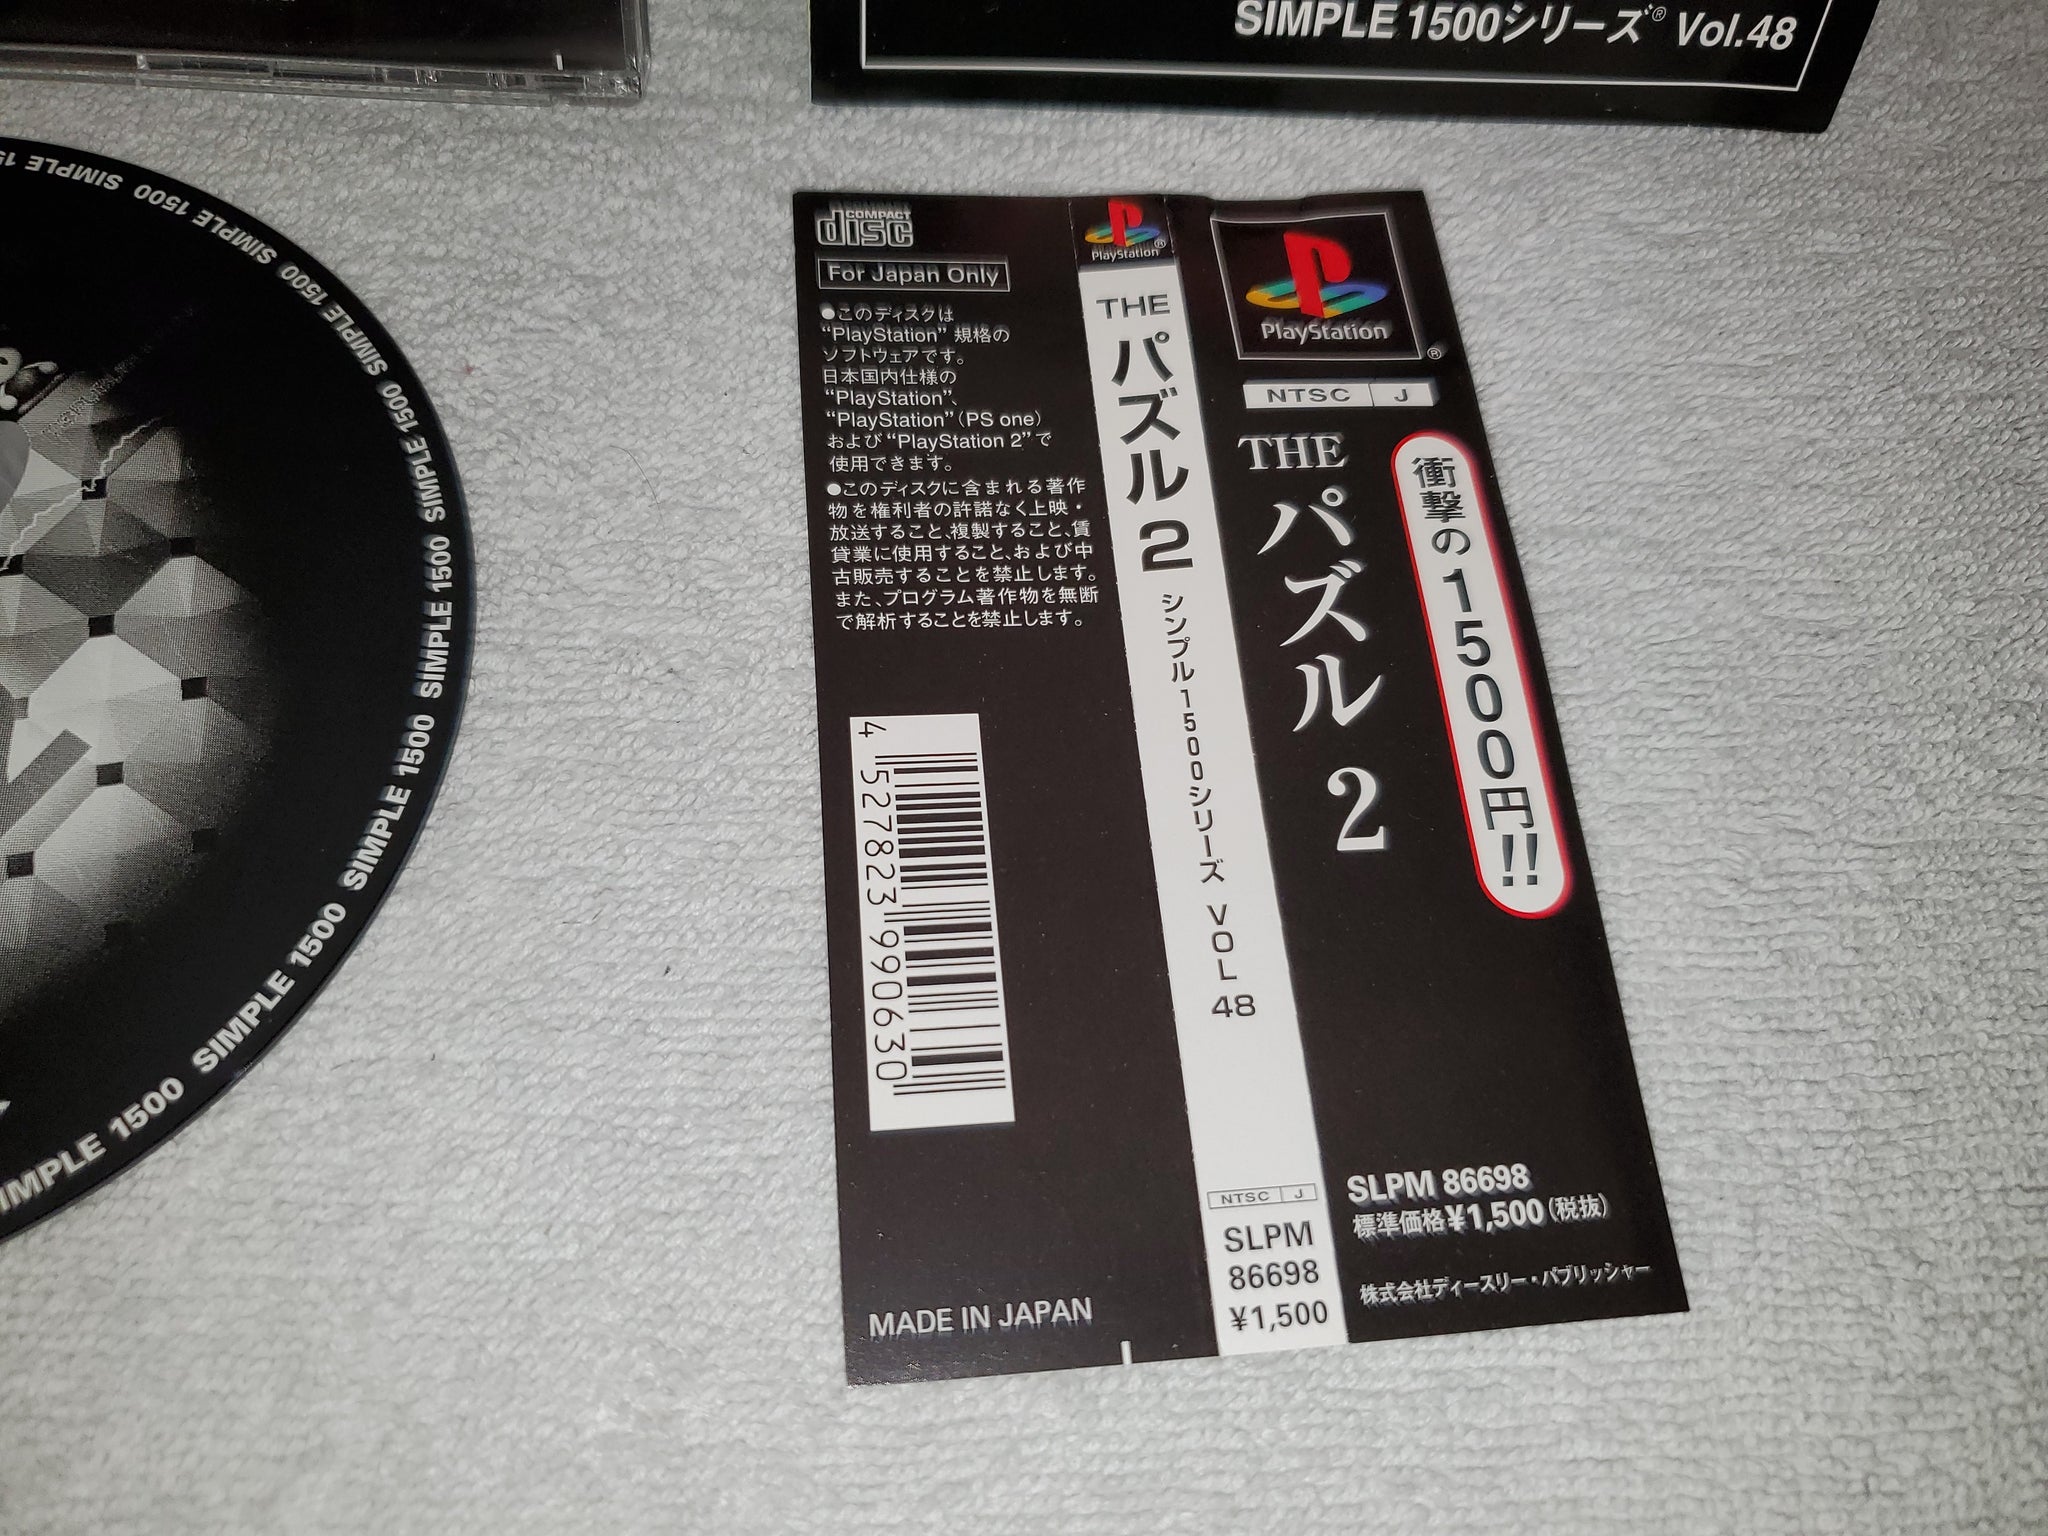 SIMPLE 1500シリーズ® Vol.48
SIMPLE 1500 SIMPLE 1500 SIMPLE 1500 SIMPLE 1500 SIMPLE 1500 SIMPLE 1500 SIMPLE 1500 SIMPLE 1500 SIMPLE 1500
COMPACT
disc
For Japan Only
●このディスクは
“PlayStation” 規格の
ソフトウェアです。
日本国内仕様の
“PlayStation”、
“PlayStation”(PS one)
および“PlayStation 2”で
使用できます。
●このディスクに含まれる著作
物を権利者の許諾なく上映・
放送すること、複製すること、賃
貸業に使用すること、および中
古販売することを禁止します。
また、プログラム著作物を無断
で解析することを禁止します。
4 527823 990630
MADE IN JAPAN
PlayStation®
THE パズル2 シンプル1500シリーズ VOL 48
NTSC J
SLPM
86698
¥1,500
PlayStation®
NTSC J
THE パズル 2
衝撃の1500円!!
SLPM 86698
標準価格¥1,500(税抜)
株式会社ディースリー・パブリッシャー